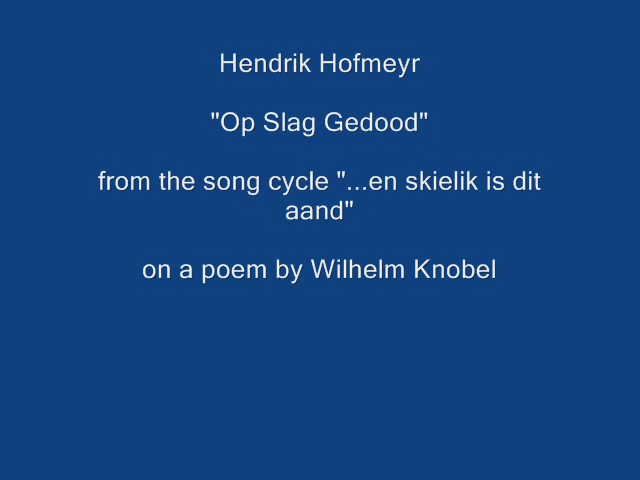 Hendrik Hofmeyr
"Op Slag Gedood"
from the song cycle "...en skielik is dit
aand"
on a poem by Wilhelm Knobel